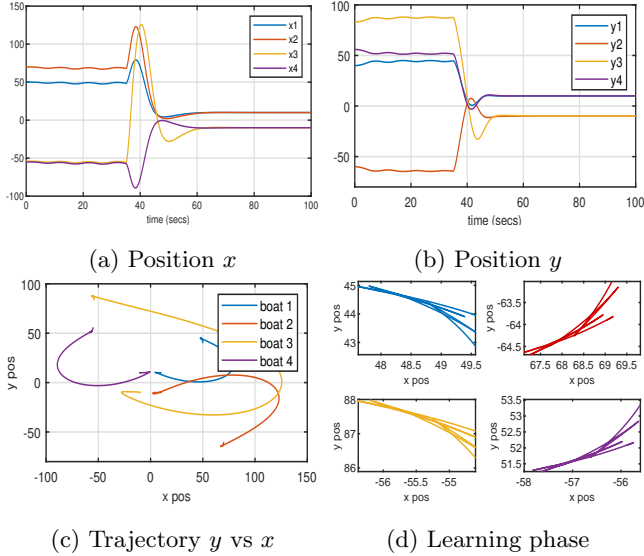 150
100
50
0
-50
-100
0 20 40 60 80 100
time (secs)
x1
x2
x3
x4
(a) Position x
100
50
0
-50
0 20 40 60 80 100
time (secs)
y1
y2
y3
y4
(b) Position y
100
50
0
-50
y pos
-100 -50 0 50 100 150
x pos
boat 1
boat 2
boat 3
boat 4
(c) Trajectory y vs x
45
44
43
y pos
48 48.5 49 49.5
x pos
-63.5
-64
-64.5
y pos
67.5 68 68.5 69 69.5
x pos
88
87
86
y pos
-56 -55.5 -55
x pos
53.5
53
52.5
52
51.5
y pos
-58 -57 -56
x pos
(d) Learning phase